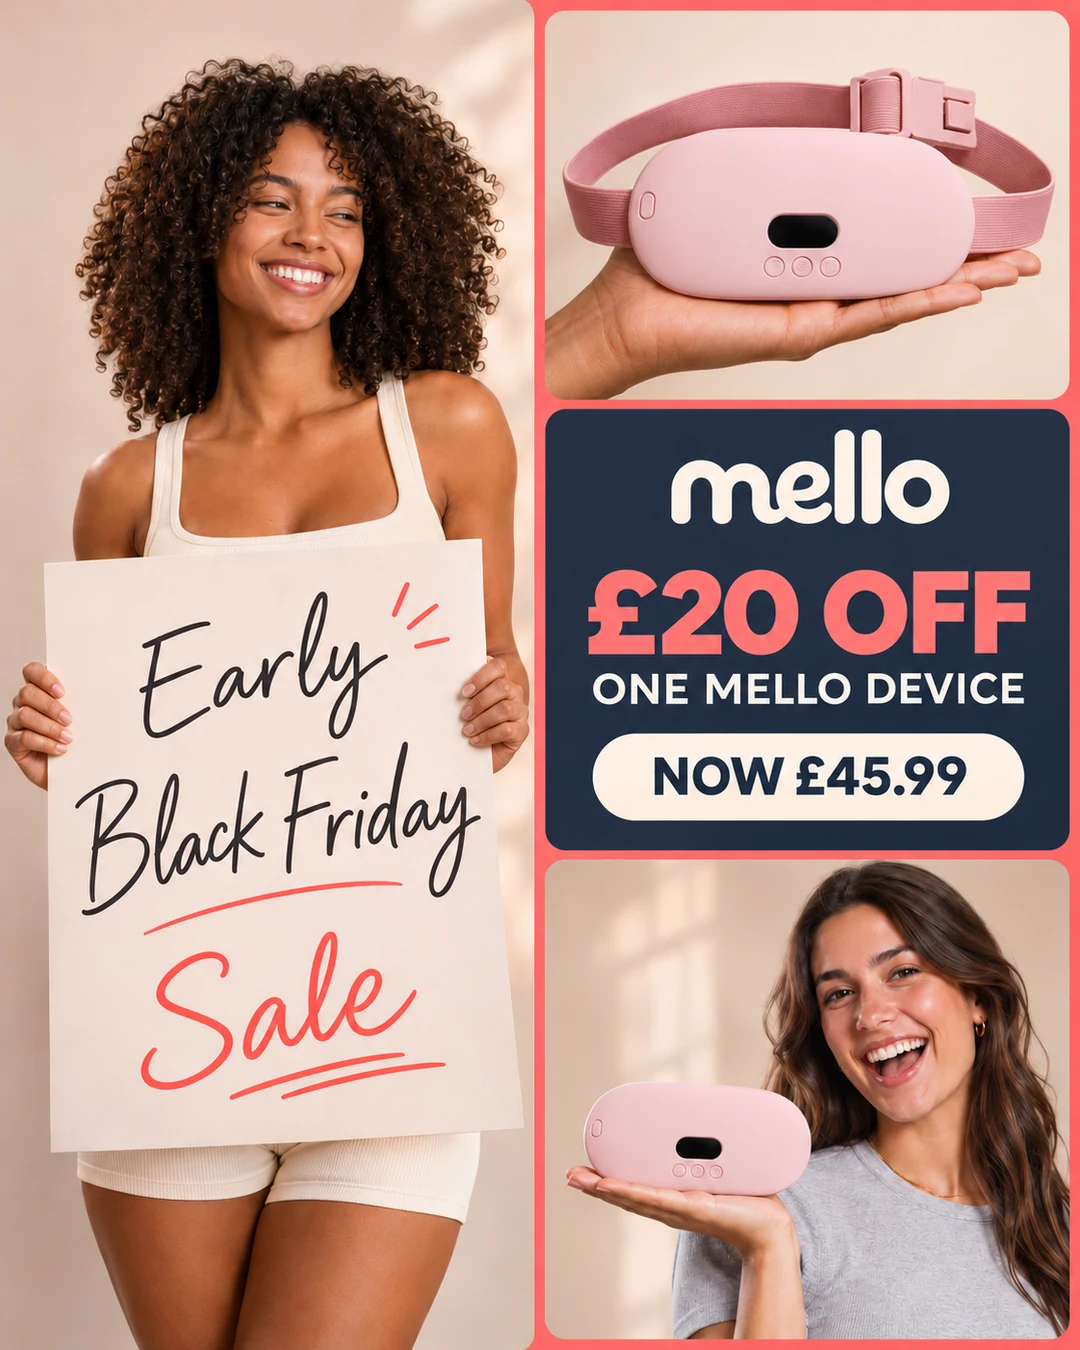 Early
Black Friday
Sale
mello
£20 OFF
ONE MELLO DEVICE
NOW £45.99